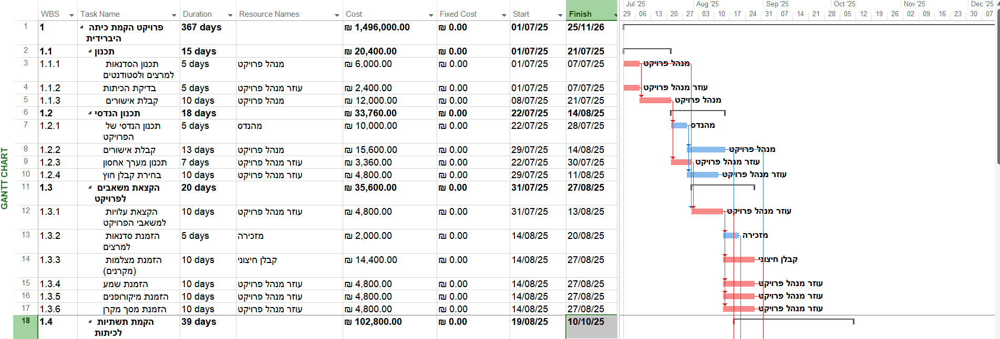 WBS Task Name Duration Resource Names Cost Fixed Cost Start Finish
Jul '25 Aug '25 Sep '25 Oct '25 Nov '25 Dec '25
29 06 13 20 27 03 10 17 24 31 07 14 21 28 05 12 19 26 02 09 16 23 30 07
GANTT CHART
1 1 פרויקט הקמת כיתה 367 days ₪ 1,496,000.00 ₪ 0.00 01/07/25 25/11/26
היברידית
2 1.1 תכנון 15 days ₪ 20,400.00 ₪ 0.00 01/07/25 21/07/25
3 1.1.1 תכנון הסדנאות 5 days מנהל פרויקט ₪ 6,000.00 ₪ 0.00 01/07/25 07/07/25 מנהל פרויקט
למרצים ולסטודנטים
4 1.1.2 בדיקת הכיתות 5 days עוזר מנהל פרויקט ₪ 2,400.00 ₪ 0.00 01/07/25 07/07/25 עוזר מנהל פרויקט
5 1.1.3 קבלת אישורים 10 days מנהל פרויקט ₪ 12,000.00 ₪ 0.00 08/07/25 21/07/25 מנהל פרויקט
6 1.2 תכנון הנדסי 18 days ₪ 33,760.00 ₪ 0.00 22/07/25 14/08/25
7 1.2.1 תכנון הנדסי של 5 days מהנדס ₪ 10,000.00 ₪ 0.00 22/07/25 28/07/25 מהנדס
הפרויקט
8 1.2.2 קבלת אישורים 13 days מנהל פרויקט ₪ 15,600.00 ₪ 0.00 29/07/25 14/08/25 מנהל פרויקט
9 1.2.3 תכנון מערך אחסון 7 days עוזר מנהל פרויקט ₪ 3,360.00 ₪ 0.00 22/07/25 30/07/25 עוזר מנהל פרויקט
10 1.2.4 בחירת קבלן חוץ 10 days עוזר מנהל פרויקט ₪ 4,800.00 ₪ 0.00 29/07/25 11/08/25 עוזר מנהל פרויקט
11 1.3 הקצאת משאבים 20 days ₪ 35,600.00 ₪ 0.00 31/07/25 27/08/25
לפרויקט
12 1.3.1 הקצאת עלויות 10 days עוזר מנהל פרויקט ₪ 4,800.00 ₪ 0.00 31/07/25 13/08/25 עוזר מנהל פרויקט
למשאבי הפרויקט
13 1.3.2 הזמנת סדנאות 5 days מזכירה ₪ 2,000.00 ₪ 0.00 14/08/25 20/08/25 מזכירה
למרצים
14 1.3.3 הזמנת מצלמות 10 days קבלן חיצוני ₪ 14,400.00 ₪ 0.00 14/08/25 27/08/25 קבלן חיצוני
(מקרנים)
15 1.3.4 הזמנת שמע 10 days עוזר מנהל פרויקט ₪ 4,800.00 ₪ 0.00 14/08/25 27/08/25 עוזר מנהל פרויקט
16 1.3.5 הזמנת מיקורופנים 10 days עוזר מנהל פרויקט ₪ 4,800.00 ₪ 0.00 14/08/25 27/08/25 עוזר מנהל פרויקט
17 1.3.6 הזמנת מסך מקרן 10 days עוזר מנהל פרויקט ₪ 4,800.00 ₪ 0.00 14/08/25 27/08/25 עוזר מנהל פרויקט
18 1.4 הקמת תשתיות 39 days ₪ 102,800.00 ₪ 0.00 19/08/25 10/10/25
לכיתות